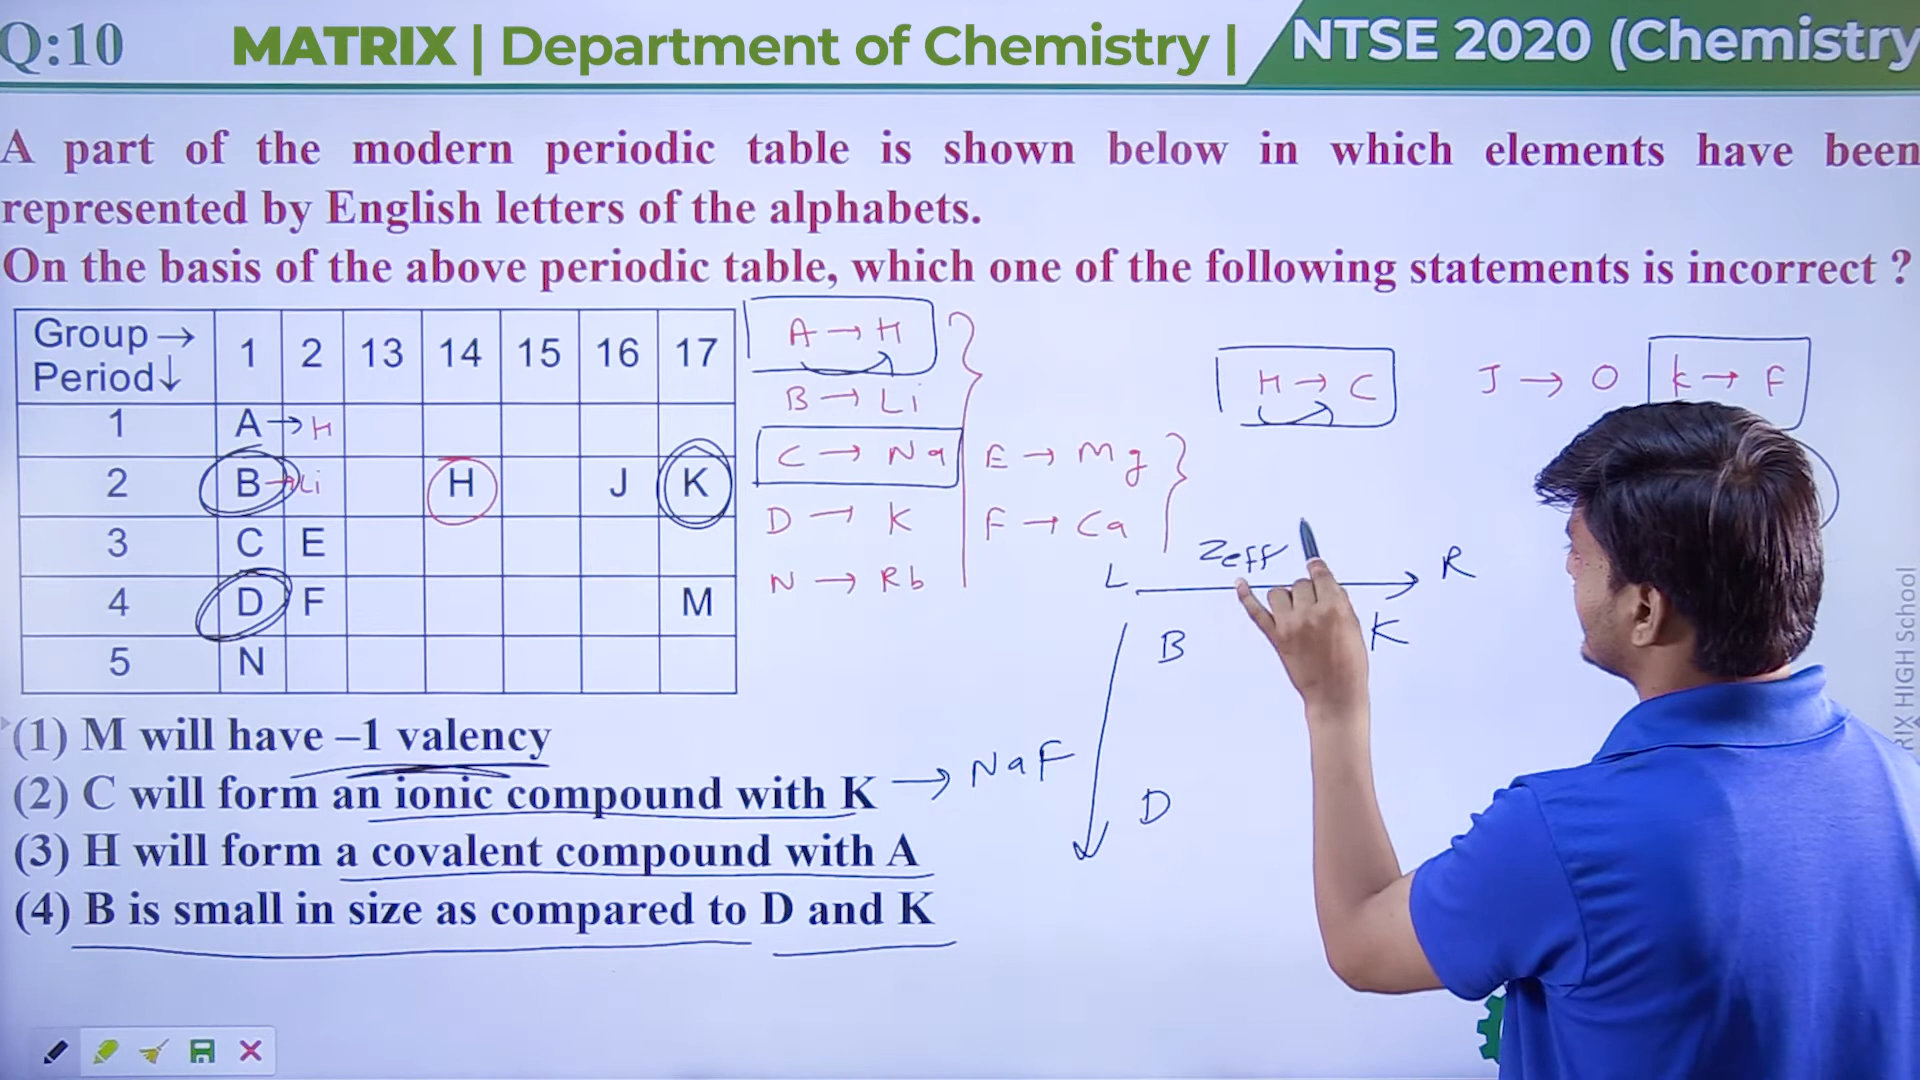 Q:10 MATRIX | Department of Chemistry | NTSE 2020 (Chemistry
A part of the modern periodic table is shown below in which elements have been
represented by English letters of the alphabets.
On the basis of the above periodic table, which one of the following statements is incorrect ?
Group → 1 2 13 14 15 16 17
Period↓
1 A → H
2 B → Li H J K
3 C E
4 D F M
5 N
A → H
B → Li
C → Na
D → K
N → Rb
E → Mg
F → Ca
H → C
J → O
K → F
L Zeff R
B K
D
(1) M will have –1 valency
(2) C will form an ionic compound with K → NaF
(3) H will form a covalent compound with A
(4) B is small in size as compared to D and K
RIX HIGH School